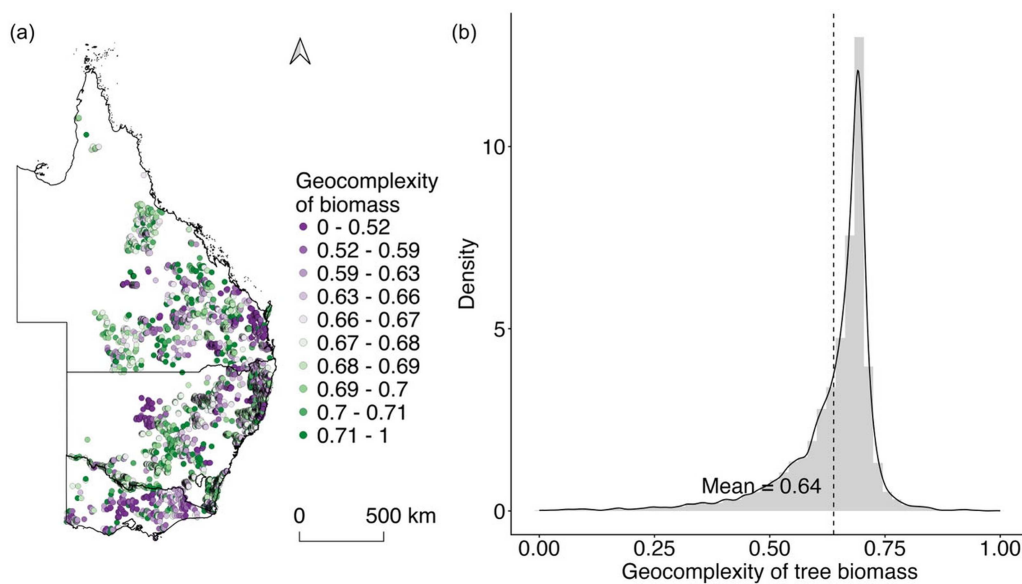 (a)
Geocomplexity
of biomass
0 - 0.52
0.52 - 0.59
0.59 - 0.63
0.63 - 0.66
0.66 - 0.67
0.67 - 0.68
0.68 - 0.69
0.69 - 0.7
0.7 - 0.71
0.71 - 1
0 500 km
(b)
Density
10
5
0
Mean = 0.64
0.00 0.25 0.50 0.75 1.00
Geocomplexity of tree biomass